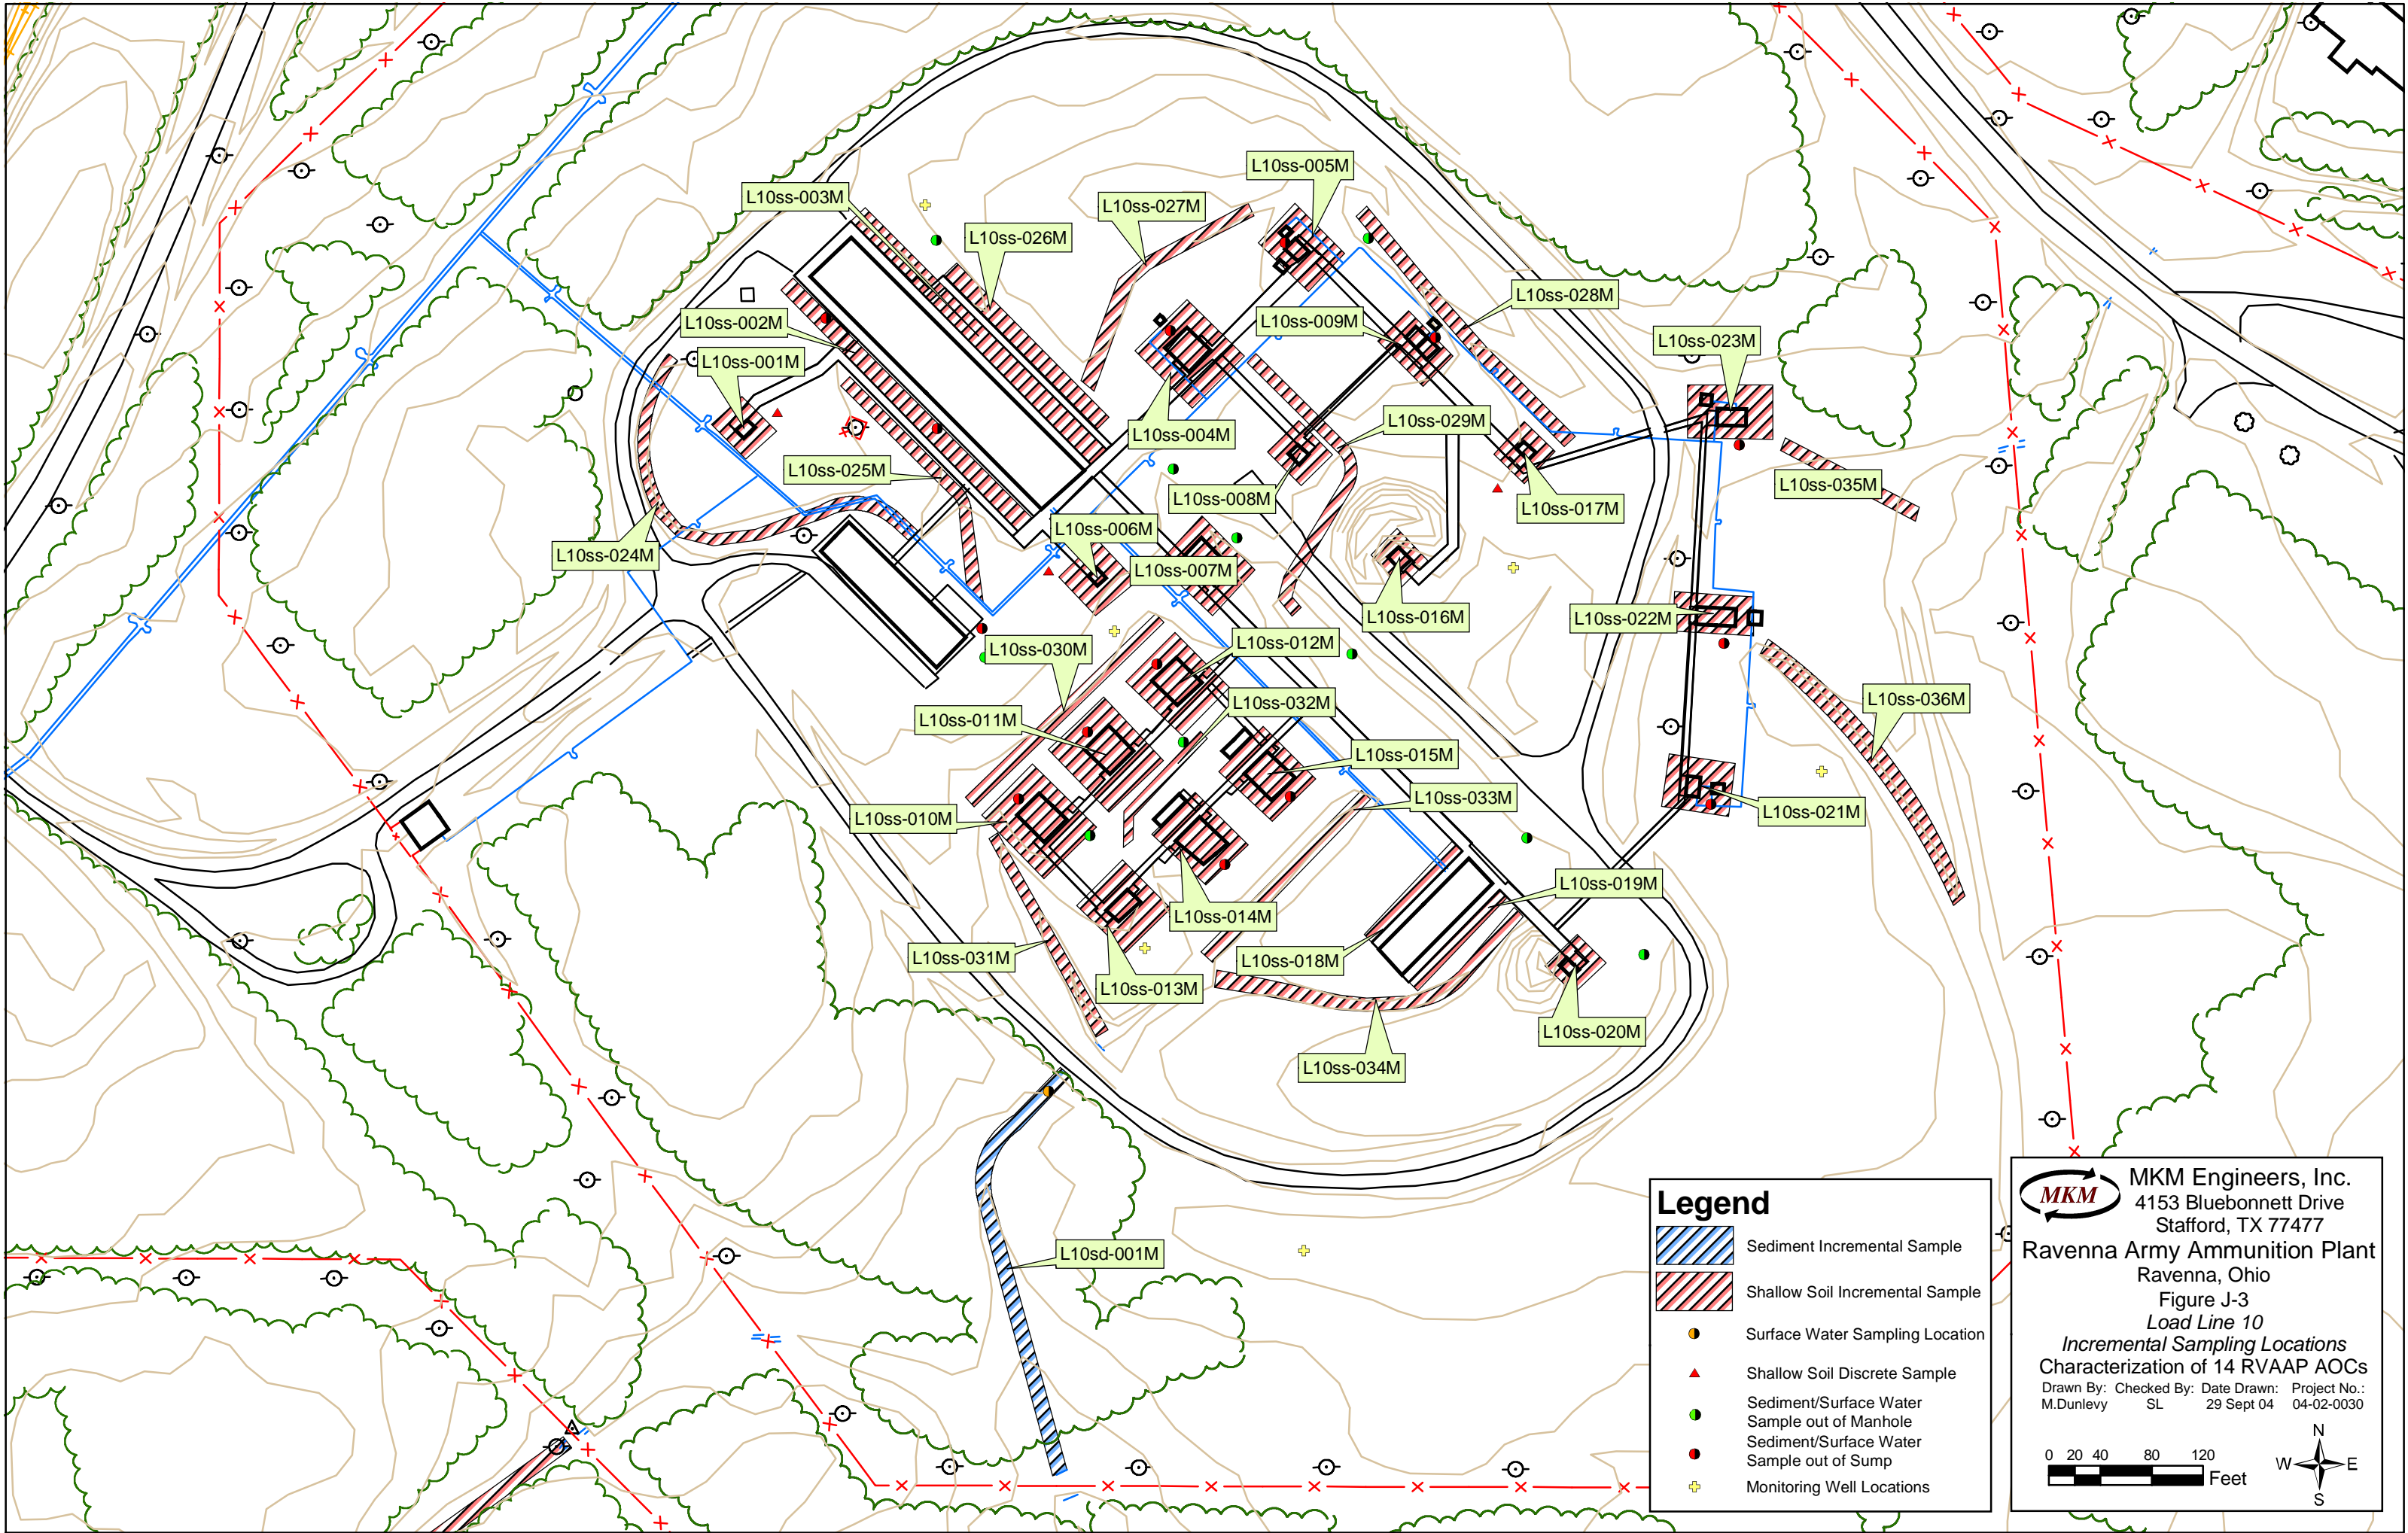 L10ss-005M
L10ss-003M
L10ss-027M
L10ss-026M
L10ss-028M
L10ss-002M
L10ss-009M
L10ss-023M
L10ss-001M
L10ss-029M
L10ss-004M
L10ss-025M
L10ss-035M
L10ss-008M
L10ss-017M
L10ss-006M
L10ss-024M
L10ss-007M
L10ss-016M
L10ss-022M
L10ss-012M
L10ss-030M
L10ss-036M
L10ss-032M
L10ss-011M
L10ss-015M
L10ss-033M
L10ss-021M
L10ss-010M
L10ss-019M
L10ss-014M
L10ss-031M
L10ss-018M
L10ss-013M
L10ss-020M
L10ss-034M
L10sd-001M
Legend
Sediment Incremental Sample
Shallow Soil Incremental Sample
Surface Water Sampling Location
Shallow Soil Discrete Sample
Sediment/Surface Water
Sample out of Manhole
Sediment/Surface Water
Sample out of Sump
Monitoring Well Locations
MKM
MKM Engineers, Inc.
4153 Bluebonnett Drive
Stafford, TX 77477
Ravenna Army Ammunition Plant
Ravenna, Ohio
Figure J-3
Load Line 10
Incremental Sampling Locations
Characterization of 14 RVAAP AOCs
Drawn By: Checked By: Date Drawn: Project No.:
M.Dunlevy SL 29 Sept 04 04-02-0030
0 20 40 80 120
Feet
N
W E
S